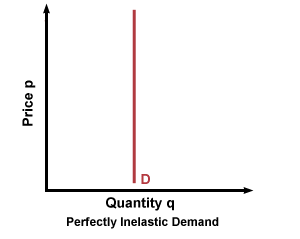 Price p
D
Quantity q
Perfectly Inelastic Demand